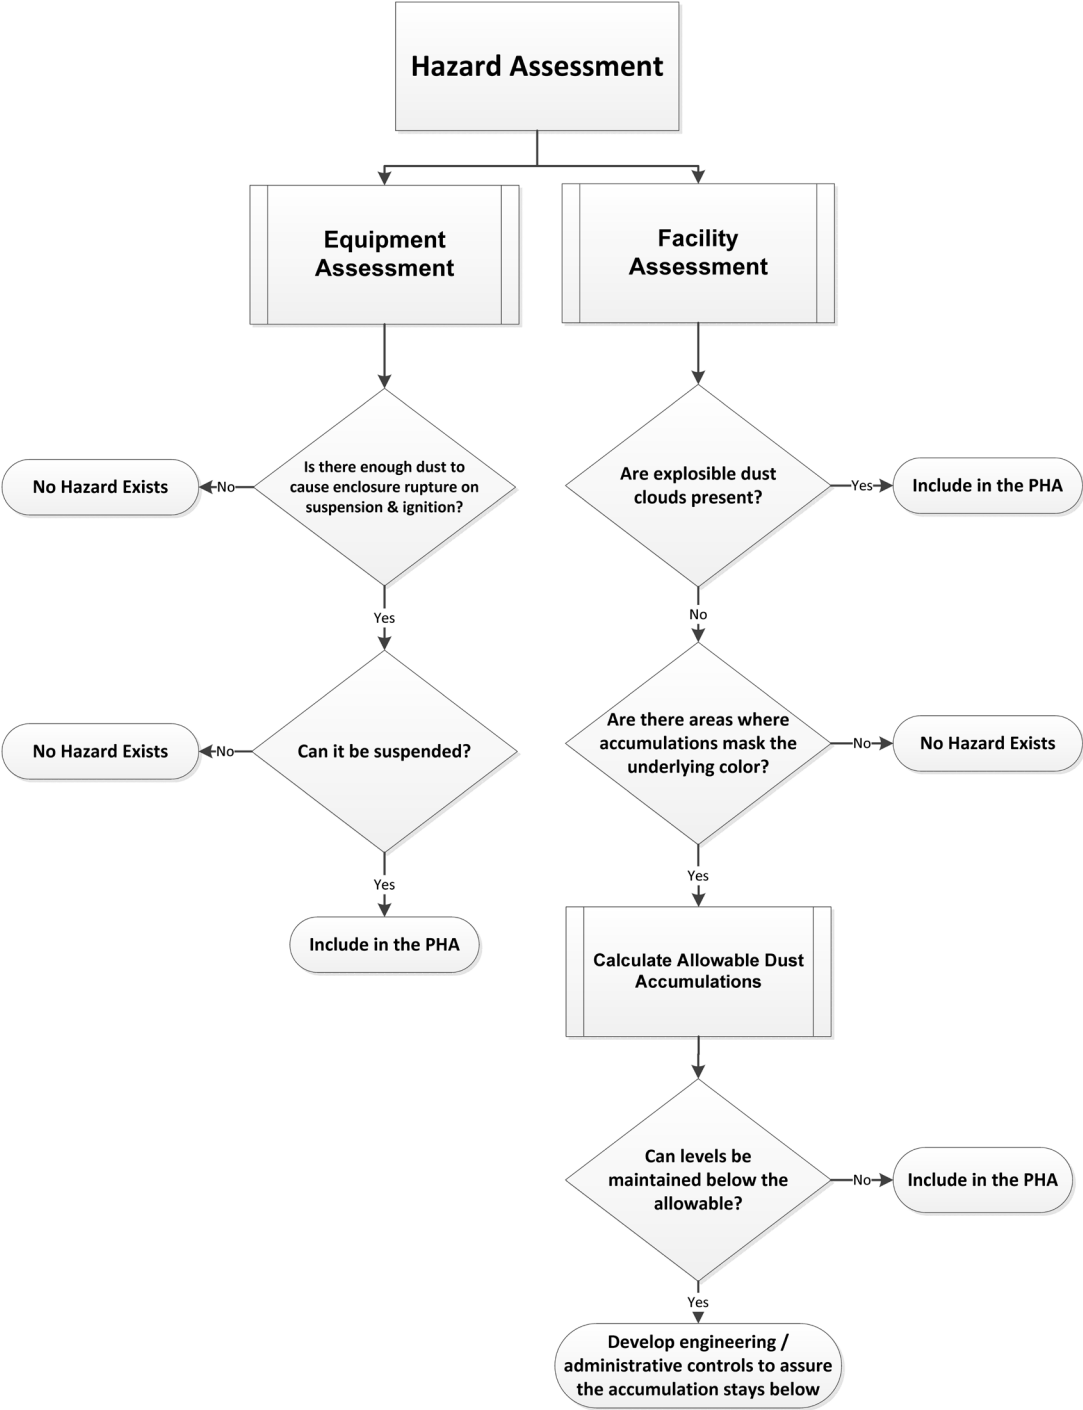 Hazard Assessment
Equipment
Assessment
Facility
Assessment
Is there enough dust to
cause enclosure rupture on
suspension & ignition?
No
No Hazard Exists
Are explosible dust
clouds present?
Yes
Include in the PHA
Yes
No
Can it be suspended?
No
No Hazard Exists
Are there areas where
accumulations mask the
underlying color?
No
No Hazard Exists
Yes
Yes
Include in the PHA
Calculate Allowable Dust
Accumulations
Can levels be
maintained below the
allowable?
No
Include in the PHA
Yes
Develop engineering /
administrative controls to assure
the accumulation stays below